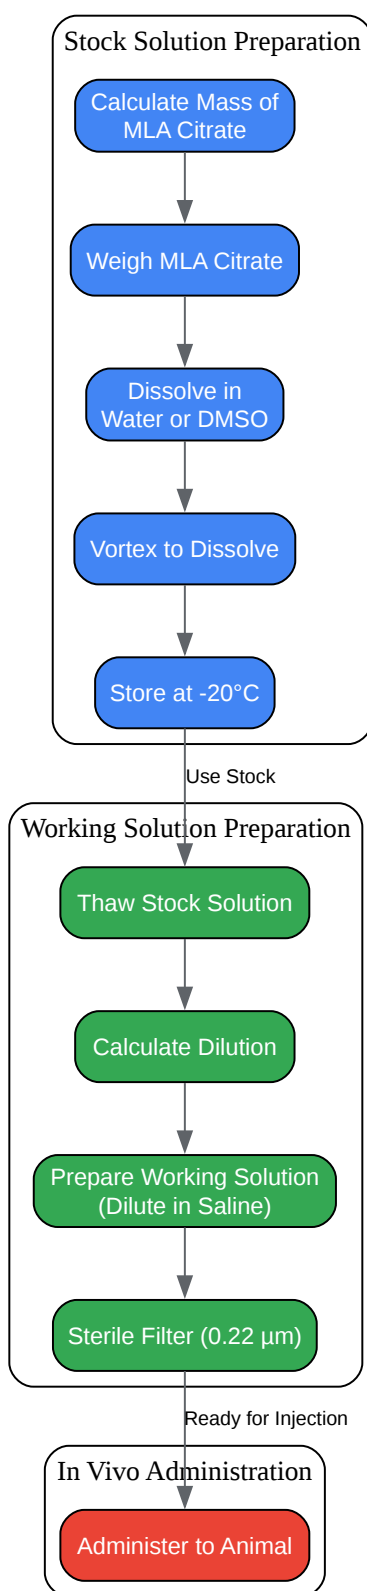 Stock Solution Preparation
Calculate Mass of
MLA Citrate
Weigh MLA Citrate
Dissolve in
Water or DMSO
Vortex to Dissolve
Store at -20°C
Use Stock
Working Solution Preparation
Thaw Stock Solution
Calculate Dilution
Prepare Working Solution
(Dilute in Saline)
Sterile Filter (0.22 µm)
Ready for Injection
In Vivo Administration
Administer to Animal